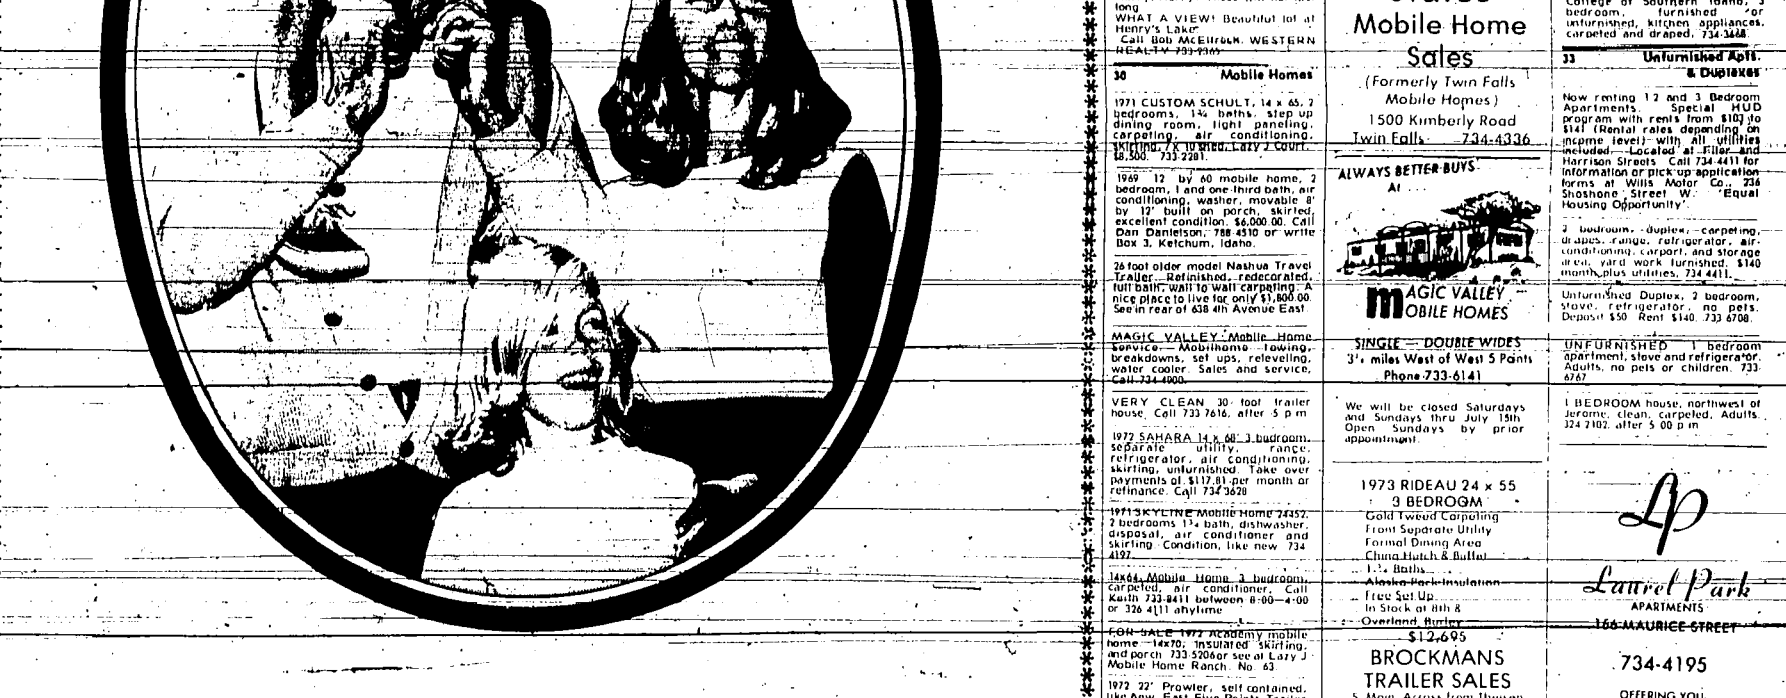 long
WHAT A VIEW! Beautiful lot at
Henry's Lake
Call Bob McElfrosh. WESTERN
REALTY 733-2365
30 Mobile Homes
1971 CUSTOM SCHULT, 14 x 65, 2
bedrooms, 1¾ baths, step up
dining room, light paneling,
carpeting, air conditioning,
skirting, 7 x 10 shed, Lazy J Court.
$8,500. 733-2281.
1969 12 by 60 mobile home, 2
bedroom, 1 and one-third bath, air
conditioning, washer, movable 8'
by 12' built on porch, skirted,
excellent condition. $6,000.00. Call
Dan Danielson, 788-4510 or write
Box 3, Ketchum, Idaho.
26 foot older model Nashua Travel
Trailer. Refinished, redecorated,
full bath, wall to wall carpeting. A
nice place to live for only $1,800.00.
See in rear of 638 4th Avenue East.
MAGIC VALLEY Mobile Home
Service — Mobilhome towing,
breakdowns, set ups, releveling,
water cooler. Sales and service,
Call 734-4000.
VERY CLEAN 30 foot trailer
house, Call 733-7616, after 5 p m
1972 SAHARA 14 x 68' 3 bedroom,
separate utility, range,
refrigerator, air conditioning,
skirting, unfurnished. Take over
payments of $117.81 per month or
refinance. Call 734-3628
1971 SKYLINE Mobile Home 24x52,
2 bedrooms 1¾ bath, dishwasher,
disposal, air conditioner and
skirting. Condition, like new 734-
4197.
14x64, Mobile Home 3 bedroom,
carpeted, air conditioner, Call
Keith 733-8411 between 8:00—4:00
or 326-4111 anytime
FOR SALE 1972 Academy mobile
home. 14x70, insulated skirting,
and porch 733-5206 or see at Lazy J
Mobile Home Ranch. No. 63.
1972 22' Prowler, self contained,
Mobile Home
Sales
(Formerly Twin Falls
Mobile Homes)
1500 Kimberly Road
Twin Falls 734-4336
ALWAYS BETTER BUYS
At
MAGIC VALLEY
MOBILE HOMES
SINGLE — DOUBLE WIDES
3¼ miles West of West 5 Points
Phone 733-6141
We will be closed Saturdays
and Sundays thru July 15th
Open Sundays by prior
appointment.
1973 RIDEAU 24 x 55
3 BEDROOM
Gold Tweed Carpeting
Front Sepdrate Utility
Formal Dining Area
China Hutch & Buffet
1¾ Baths
Alaska Pack Insulation
Free Set Up
In Stock at 8th &
Overland, Burley
$12,695
BROCKMANS
TRAILER SALES
College of Southern Idaho, 3
bedroom, furnished or
unfurnished, kitchen appliances,
carpeted and draped, 734-3468.
33 Unfurnished Apts.
& Duplexes
Now renting 1 2 and 3 Bedroom
Apartments. Special HUD
program with rents from $103 to
$141 (Rental rates depending on
income level) with all utilities
included. Located at Filer and
Harrison Streets Call 734-4411 for
information or pick up application
forms at Wills Motor Co., 236
Shoshone Street W. 'Equal
Housing Opportunity'.
2 bedroom, duplex, carpeting,
drapes, range, refrigerator, air-
conditioning, carport, and storage
area, yard work furnished. $140
month plus utilities, 734-4411.
Unfurnished Duplex, 2 bedroom,
stove, refrigerator, no pets.
Deposit $50 Rent $140. 733-6708.
UNFURNISHED 1 bedroom
apartment, stove and refrigerator.
Adults, no pets or children. 733-
6767
1 BEDROOM house, northwest of
Jerome, clean, carpeted, Adults.
324-2102. after 5:00 p m
LP
Laurel Park
APARTMENTS
166 MAURICE STREET
734-4195
OFFERING YOU